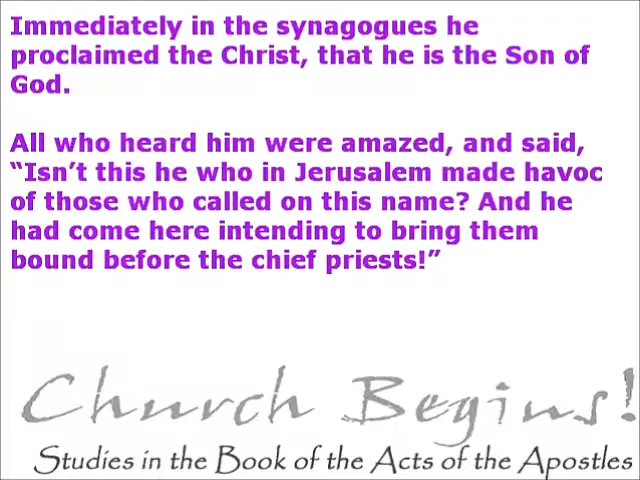 Immediately in the synagogues he
proclaimed the Christ, that he is the Son of
God.
All who heard him were amazed, and said,
“Isn’t this he who in Jerusalem made havoc
of those who called on this name? And he
had come here intending to bring them
bound before the chief priests!”
Church Begins!
Studies in the Book of the Acts of the Apostles